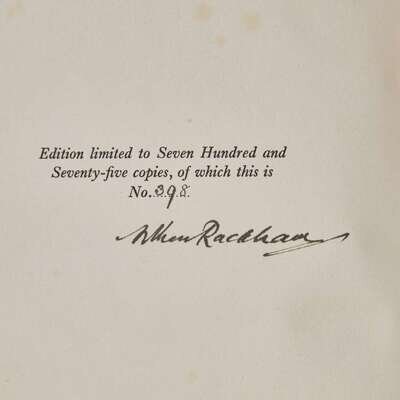 Edition limited to Seven Hundred and
Seventy-five copies, of which this is
No. 398.
Arthur Rackham